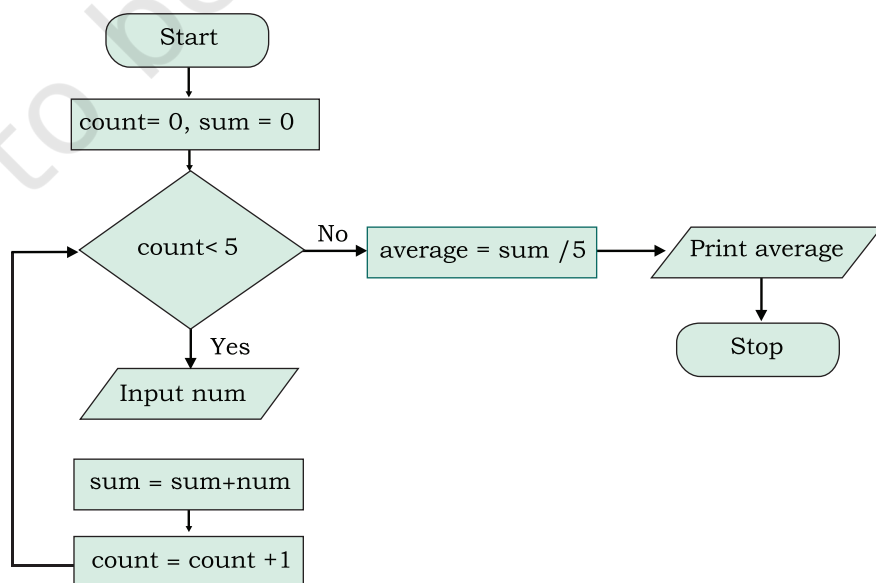 Start
count= 0, sum = 0
count< 5
No
average = sum /5
Print average
Stop
Yes
Input num
sum = sum+num
count = count +1
to b